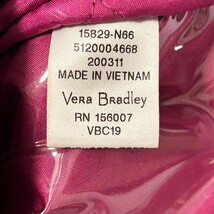 15829-N66
5120004668
200311
MADE IN VIETNAM
Vera Bradley
RN 156007
VBC19